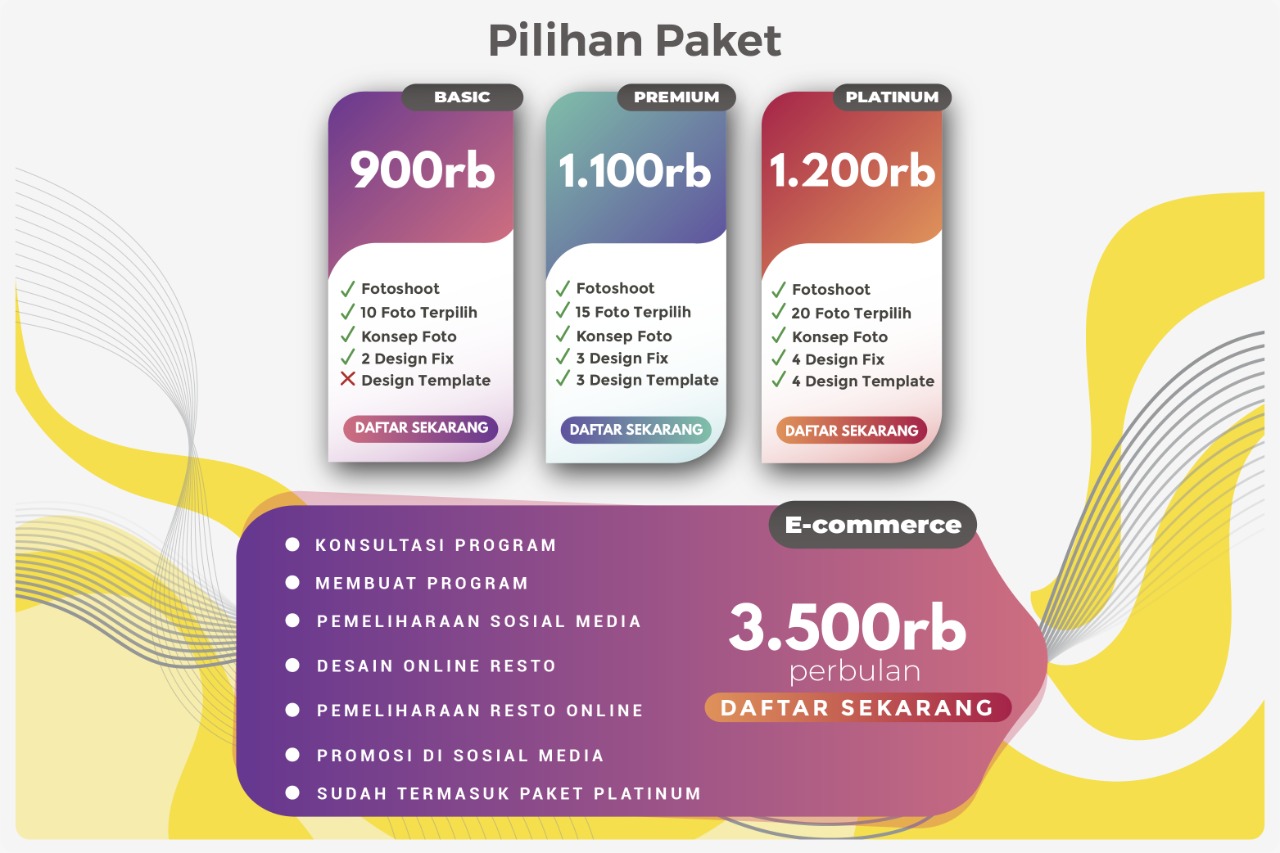 Pilihan Paket
BASIC
900rb
Fotoshoot
10 Foto Terpilih
Konsep Foto
2 Design Fix
Design Template
DAFTAR SEKARANG
PREMIUM
1.100rb
Fotoshoot
15 Foto Terpilih
Konsep Foto
3 Design Fix
3 Design Template
DAFTAR SEKARANG
PLATINUM
1.200rb
Fotoshoot
20 Foto Terpilih
Konsep Foto
4 Design Fix
4 Design Template
DAFTAR SEKARANG
KONSULTASI PROGRAM
MEMBUAT PROGRAM
PEMELIHARAAN SOSIAL MEDIA
DESAIN ONLINE RESTO
PEMELIHARAAN RESTO ONLINE
PROMOSI DI SOSIAL MEDIA
SUDAH TERMASUK PAKET PLATINUM
E-commerce
3.500rb
perbulan
DAFTAR SEKARANG